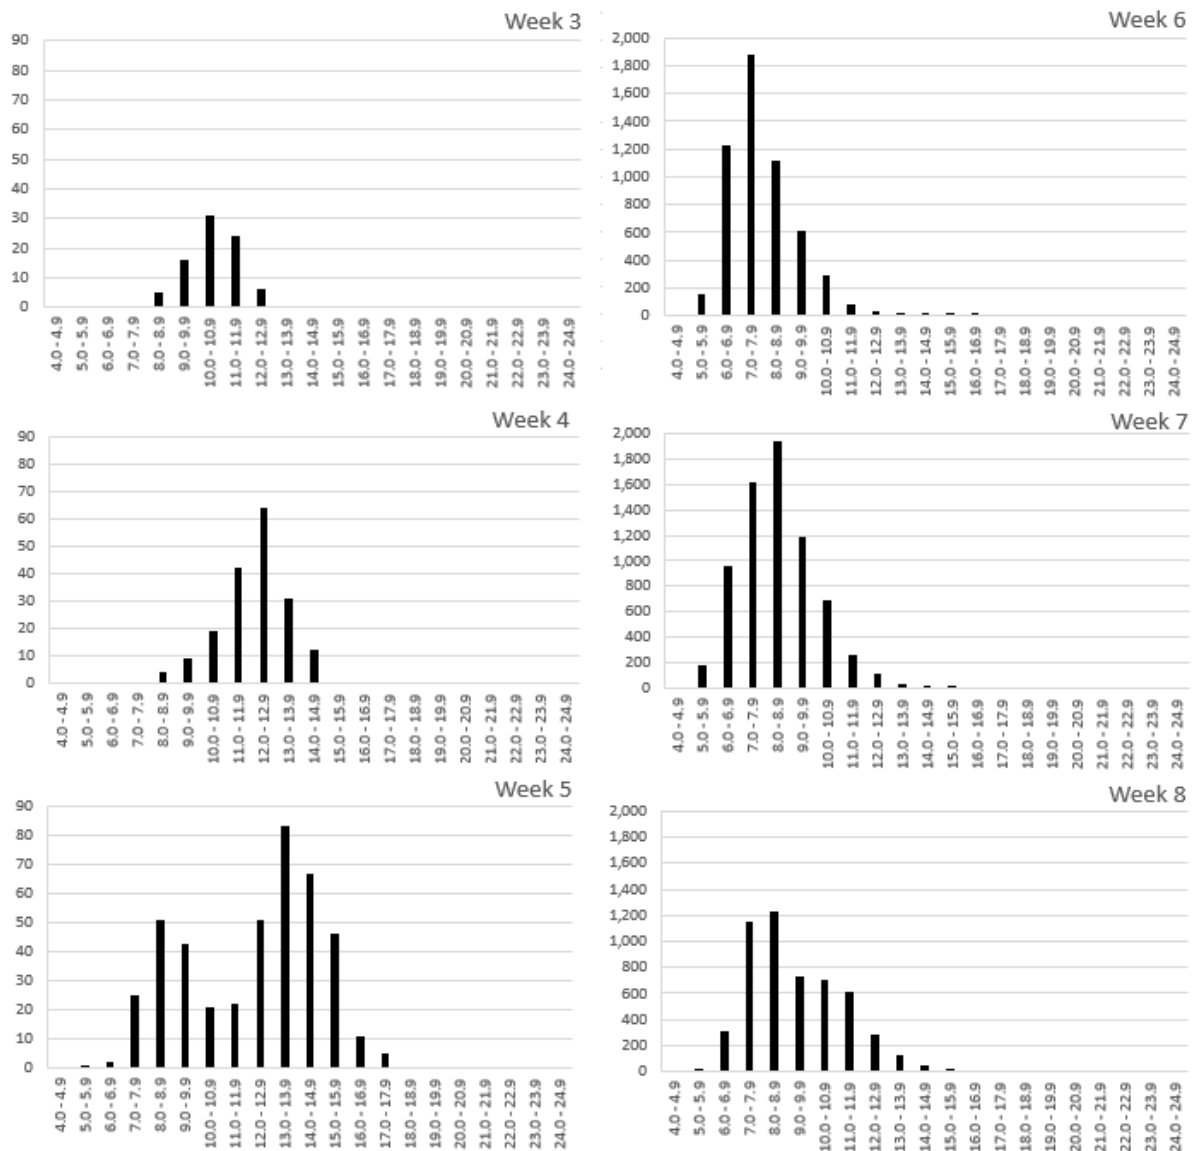 Week 3
90
80
70
60
50
40
30
20
10
0
4.0 - 4.9
5.0 - 5.9
6.0 - 6.9
7.0 - 7.9
8.0 - 8.9
9.0 - 9.9
10.0 - 10.9
11.0 - 11.9
12.0 - 12.9
13.0 - 13.9
14.0 - 14.9
15.0 - 15.9
16.0 - 16.9
17.0 - 17.9
18.0 - 18.9
19.0 - 19.9
20.0 - 20.9
21.0 - 21.9
22.0 - 22.9
23.0 - 23.9
24.0 - 24.9
Week 6
2,000
1,800
1,600
1,400
1,200
1,000
800
600
400
200
0
4.0 - 4.9
5.0 - 5.9
6.0 - 6.9
7.0 - 7.9
8.0 - 8.9
9.0 - 9.9
10.0 - 10.9
11.0 - 11.9
12.0 - 12.9
13.0 - 13.9
14.0 - 14.9
15.0 - 15.9
16.0 - 16.9
17.0 - 17.9
18.0 - 18.9
19.0 - 19.9
20.0 - 20.9
21.0 - 21.9
22.0 - 22.9
23.0 - 23.9
24.0 - 24.9
Week 4
90
80
70
60
50
40
30
20
10
0
4.0 - 4.9
5.0 - 5.9
6.0 - 6.9
7.0 - 7.9
8.0 - 8.9
9.0 - 9.9
10.0 - 10.9
11.0 - 11.9
12.0 - 12.9
13.0 - 13.9
14.0 - 14.9
15.0 - 15.9
16.0 - 16.9
17.0 - 17.9
18.0 - 18.9
19.0 - 19.9
20.0 - 20.9
21.0 - 21.9
22.0 - 22.9
23.0 - 23.9
24.0 - 24.9
Week 7
2,000
1,800
1,600
1,400
1,200
1,000
800
600
400
200
0
4.0 - 4.9
5.0 - 5.9
6.0 - 6.9
7.0 - 7.9
8.0 - 8.9
9.0 - 9.9
10.0 - 10.9
11.0 - 11.9
12.0 - 12.9
13.0 - 13.9
14.0 - 14.9
15.0 - 15.9
16.0 - 16.9
17.0 - 17.9
18.0 - 18.9
19.0 - 19.9
20.0 - 20.9
21.0 - 21.9
22.0 - 22.9
23.0 - 23.9
24.0 - 24.9
Week 5
90
80
70
60
50
40
30
20
10
0
4.0 - 4.9
5.0 - 5.9
6.0 - 6.9
7.0 - 7.9
8.0 - 8.9
9.0 - 9.9
10.0 - 10.9
11.0 - 11.9
12.0 - 12.9
13.0 - 13.9
14.0 - 14.9
15.0 - 15.9
16.0 - 16.9
17.0 - 17.9
18.0 - 18.9
19.0 - 19.9
20.0 - 20.9
21.0 - 21.9
22.0 - 22.9
23.0 - 23.9
24.0 - 24.9
Week 8
2,000
1,800
1,600
1,400
1,200
1,000
800
600
400
200
0
4.0 - 4.9
5.0 - 5.9
6.0 - 6.9
7.0 - 7.9
8.0 - 8.9
9.0 - 9.9
10.0 - 10.9
11.0 - 11.9
12.0 - 12.9
13.0 - 13.9
14.0 - 14.9
15.0 - 15.9
16.0 - 16.9
17.0 - 17.9
18.0 - 18.9
19.0 - 19.9
20.0 - 20.9
21.0 - 21.9
22.0 - 22.9
23.0 - 23.9
24.0 - 24.9